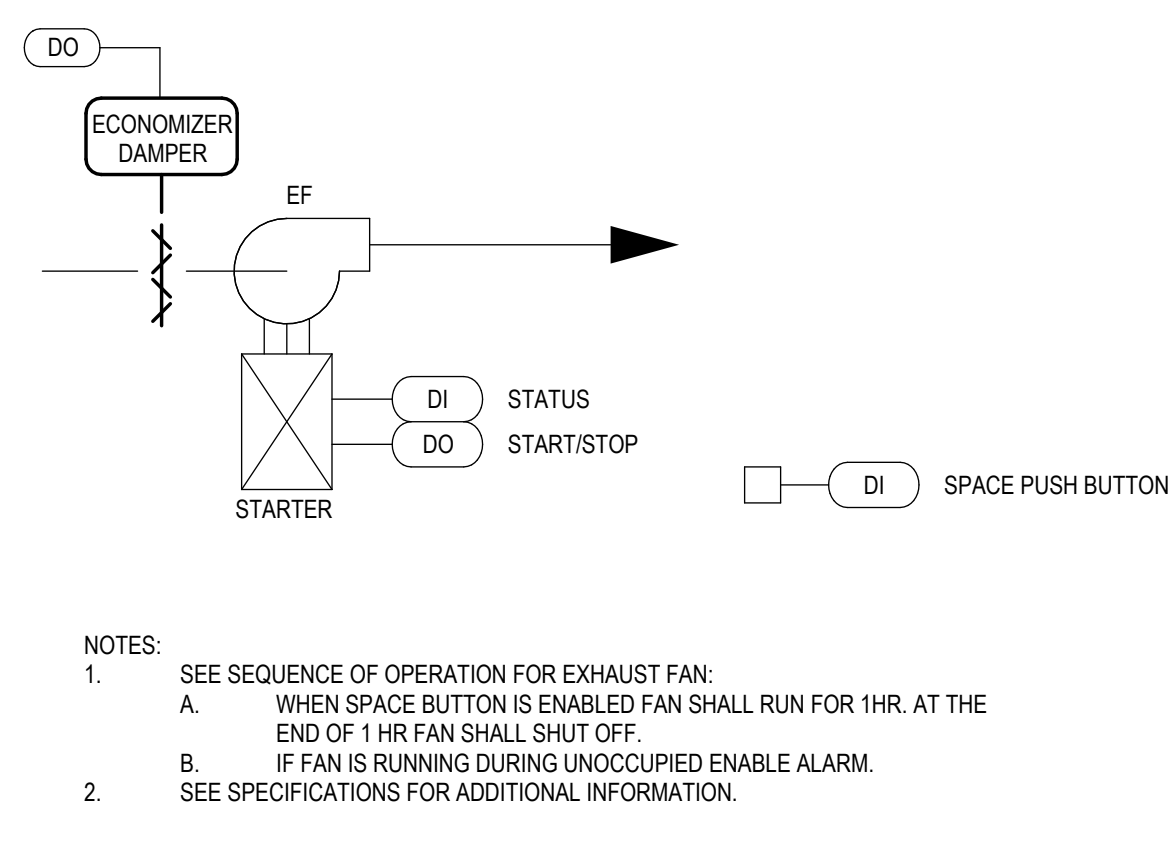 DO
ECONOMIZER
DAMPER
EF
DI STATUS
DO START/STOP
STARTER
DI SPACE PUSH BUTTON
NOTES:
1. SEE SEQUENCE OF OPERATION FOR EXHAUST FAN:
A. WHEN SPACE BUTTON IS ENABLED FAN SHALL RUN FOR 1HR. AT THE
END OF 1 HR FAN SHALL SHUT OFF.
B. IF FAN IS RUNNING DURING UNOCCUPIED ENABLE ALARM.
2. SEE SPECIFICATIONS FOR ADDITIONAL INFORMATION.